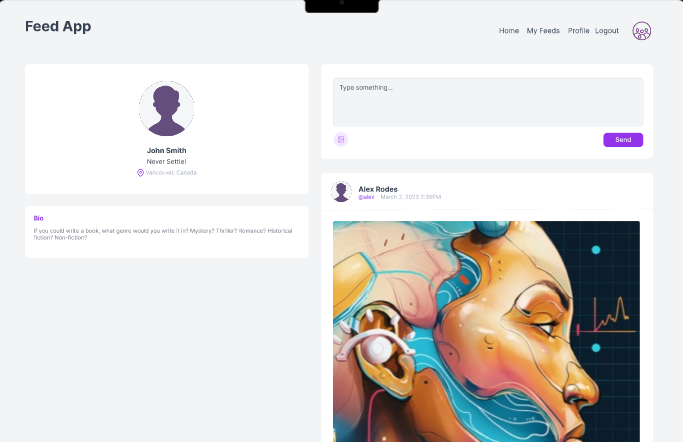 Feed App
Home My Feeds Profile Logout
John Smith
Never Settle!
Vancouver, Canada
Bio
If you could write a book, what genre would you write it in? Mystery? Thriller? Romance? Historical
fiction? Non-fiction?
Type something...
Send
Alex Rodes
@alex March 2, 2023 2:39PM